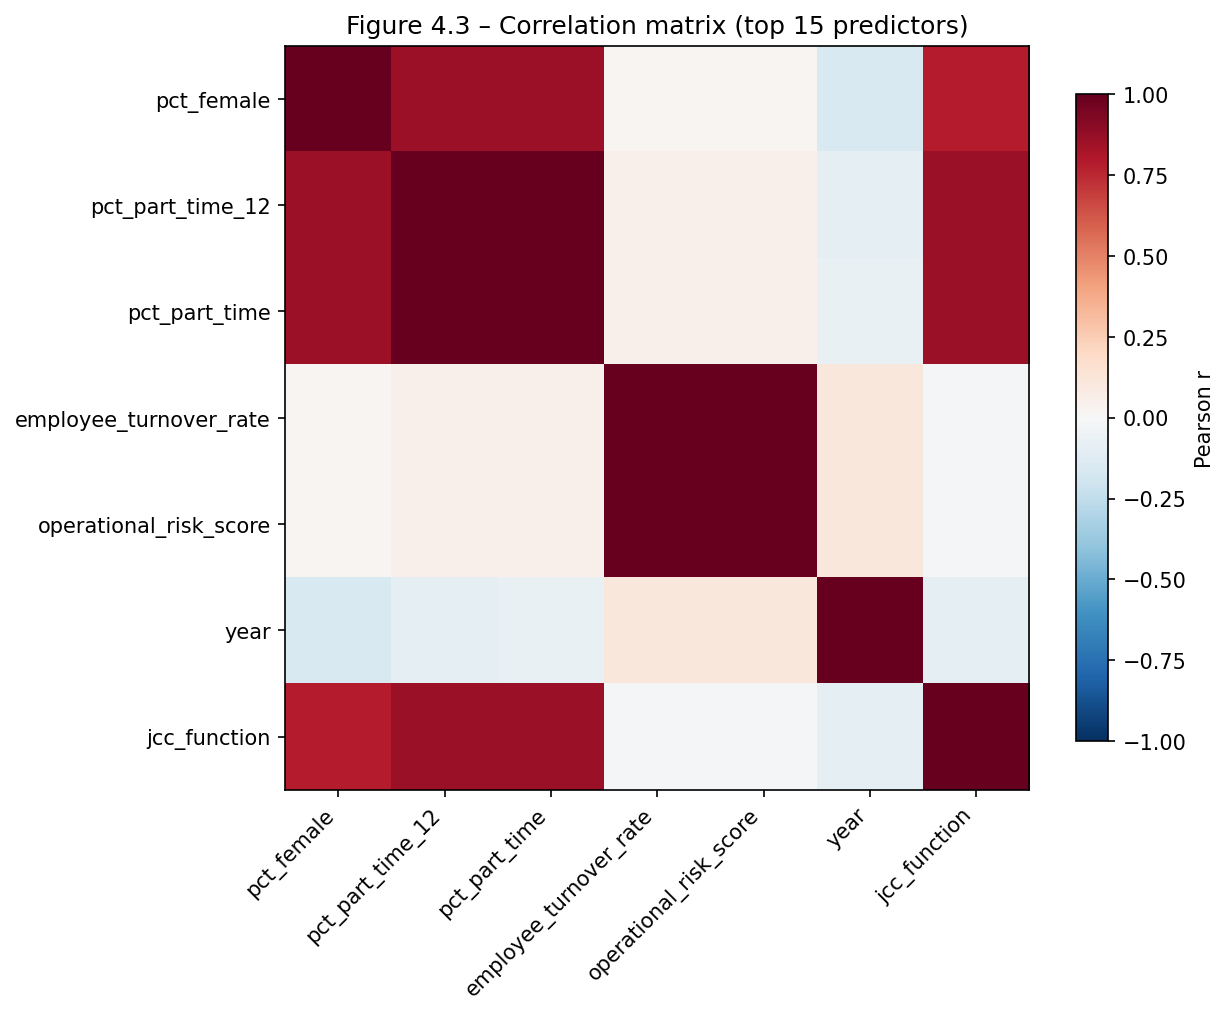 Figure 4.3 – Correlation matrix (top 15 predictors)
pct_female
pct_part_time_12
pct_part_time
employee_turnover_rate
operational_risk_score
year
jcc_function
pct_female
pct_part_time_12
pct_part_time
employee_turnover_rate
operational_risk_score
year
jcc_function
1.00
0.75
0.50
0.25
0.00
−0.25
−0.50
−0.75
−1.00
Pearson r